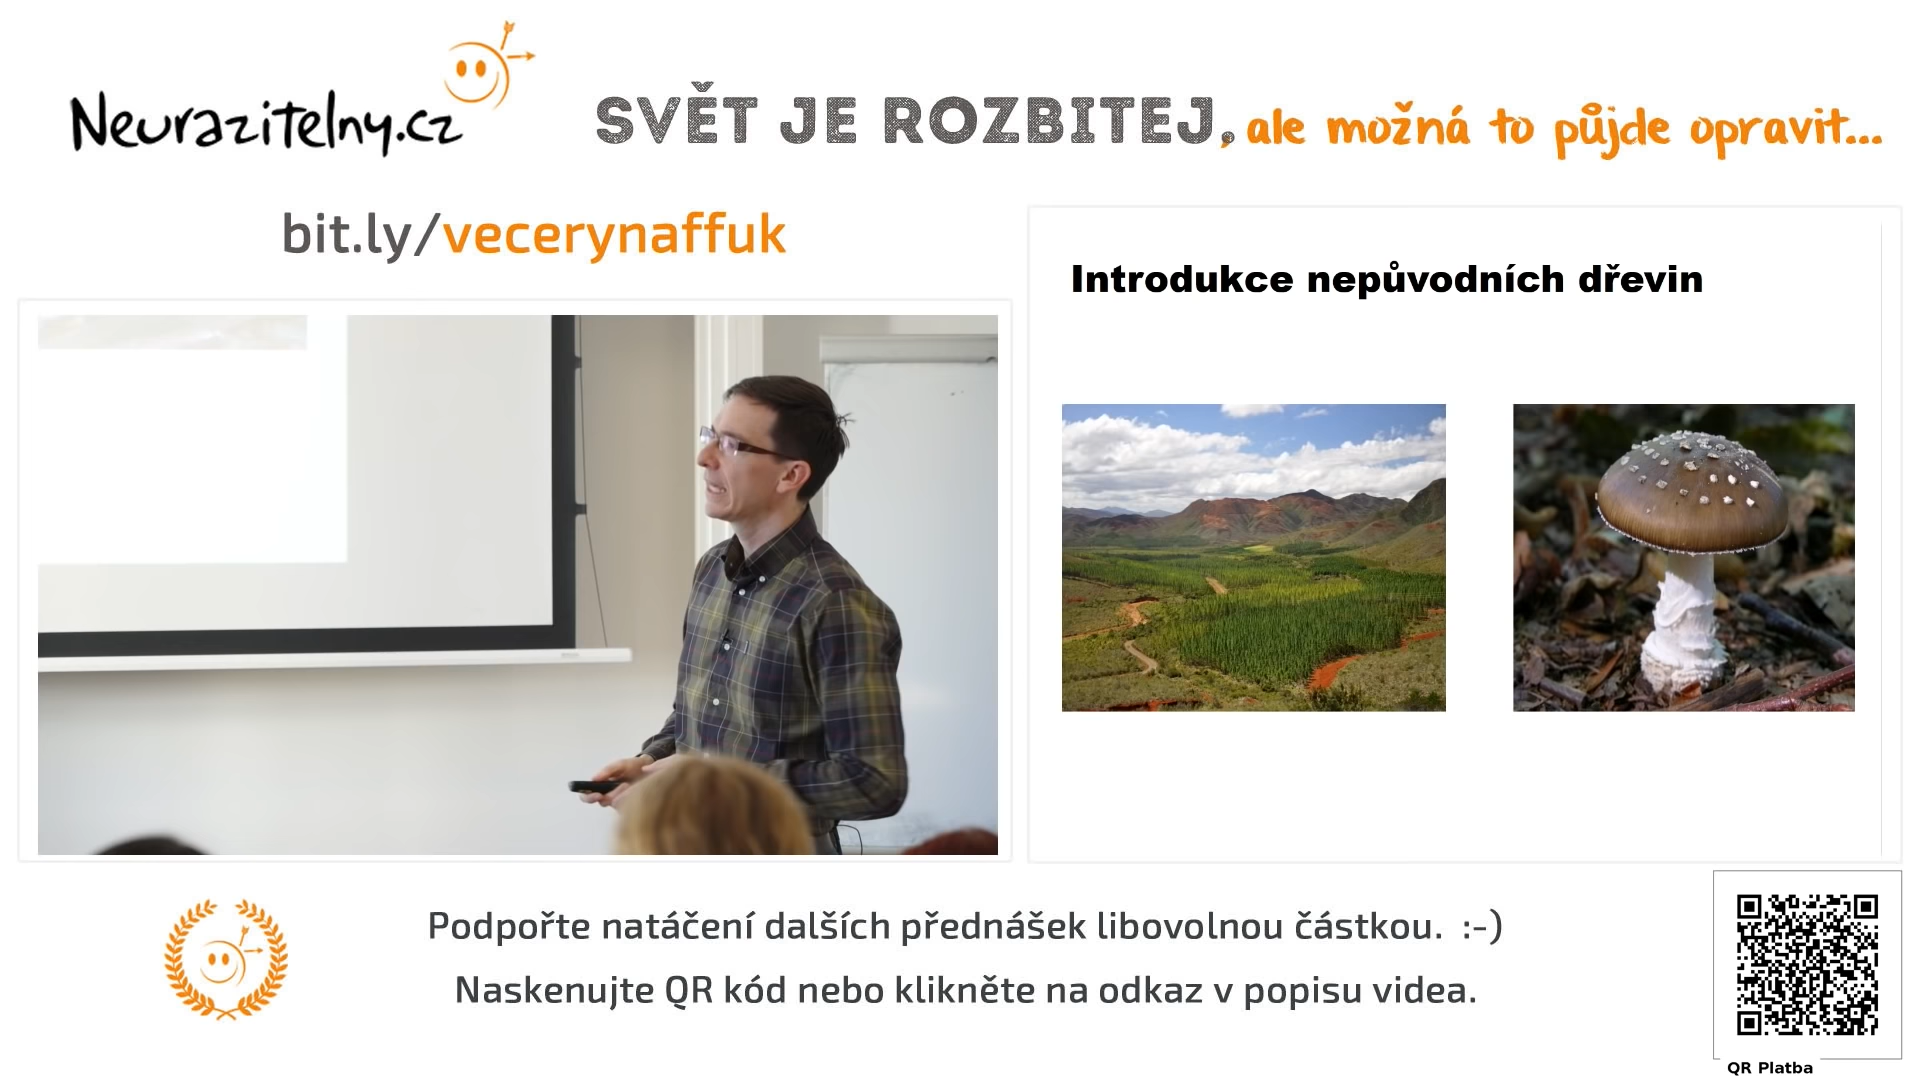 Neurazitelny.cz
SVĚT JE ROZBITEJ, ale možná to půjde opravit...
bit.ly/vecerynaffuk
Introdukce nepůvodních dřevin
Podpořte natáčení dalších přednášek libovolnou částkou. :-)
Naskenujte QR kód nebo klikněte na odkaz v popisu videa.
QR Platba